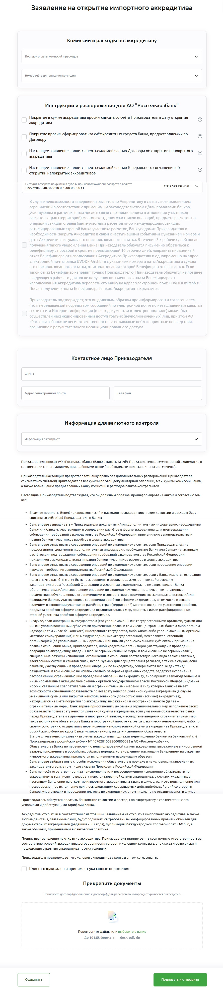 Заявление на открытие импортного аккредитива
Комиссии и расходы по аккредитиву
Порядок оплаты комиссий и расходов
Номер счёта для списания комиссии
Инструкции и распоряжения для АО "Россельхозбанк"
Покрытие в сумме аккредитива просим списать со счёта Приказодателя в дату открытия
аккредитива
Покрытие просим сформировать за счёт кредитных средств Банка, предоставляемых по
Договору
Настоящее заявление является неотъемлемой частью Договора об открытии непокрытого
аккредитива
Настоящее заявление является неотъемлемой частью Генерального соглашения об
открытии непокрытых аккредитивов
Счёт для возврата покрытия в рублях при невозможности возврата в валюте
Расчетный 40702 810 0 3500 0800033
2 917 579 992,65 ₽
В случае невозможности завершения расчетов по Аккредитиву в связи с возникновением
ограничений в соответствии с применимым законодательством и/или правилами банков,
участвующих в расчетах, в том числе в связи с возникновением в отношении участников
расчетов, стран (территорий) местонахождения участников операций, предмета расчетов по
операции санкций страны банка-участника расчетов либо международных санкций,
ратифицированных страной банка-участника расчетов, Банк уведомит Приказодателя о
необходимости закрыть Аккредитив в связи с наступившими событиями с указанием номера и
даты Аккредитива и суммы его неиспользованного остатка. В течение 3-х рабочих дней после
получения такого уведомления Банка Приказодатель обязуется письменно обратиться к
Бенефициару с просьбой в срок, не превышающий 10 рабочих дней, направить письменный
отказ Бенефициара от использования Аккредитива Приказодателю и одновременно на адрес
электронной почты Банка UVODFI@rshb.ru с указанием номера и даты Аккредитива и суммы
его неиспользованного остатка, от использования которой Бенефициар отказывается. Если
такой отказ Бенефициар направит только Приказодателю, Приказодатель обязуется не позднее
следующего рабочего дня после получения письменного отказа Бенефициара от
использования Аккредитива переслать его Банку на адрес электронной почты UVODFI@rshb.ru.
После получения отказа Бенефициара Банком Аккредитив закрывается.
Приказодатель подтверждает, что он должным образом проинформирован и согласен с тем,
что к передаваемой посредством сообщений по электронной почте по незащищенным каналам
связи в сети Интернет информации (в т.ч. к документам в электронном виде) может быть
осуществлен несанкционированный доступ третьих (неуполномоченных) лиц, при этом АО
«Россельхозбанк» не несет ответственности за возможные неблагоприятные последствия,
возникшие в результате такого несанкционированного доступа.
Контактное лицо Приказодателя
Ф.И.О
Адрес электронной почты
Телефон
Информация для валютного контроля
Информация о контракте
Приказодатель просит АО «Россельхозбанк» (Банк) открыть за счёт Приказодателя документарный аккредитив в
соответствии с инструкциями, приведёнными выше (необходимые поля заполнены и отмечены).
Приказодатель настоящим предоставляет Банку право без дополнительных распоряжений Приказодателя
списывать со счёта(ов) Приказодателя все суммы по этой документарной операции, в т.ч. суммы комиссий Банка,
а также возмещение предъявленных Банку комиссий и расходов банков-контрагентов.
Настоящим Приказодатель подтверждает, что он должным образом проинформирован Банком и согласен с тем,
что:
• В случае неоплаты Бенефициаром комиссий и расходов по аккредитиву, такие комиссии и расходы будут
списаны со счёта(-ов) Приказодателя в Банке;
• Банк вправе запрашивать у Приказодателя документы и/или дополнительную информацию, необходимые
Банку или банкам, участвующим в совершении расчётов в форме аккредитива, для подтверждения
соблюдения требований законодательства Российской Федерации, применимого законодательства и
правил банков - участников расчётов в форме аккредитива;
• Банк вправе отказывать в совершении операций по аккредитиву в случае, если Приказодателем не
предоставлены документы и дополнительная информация, необходимые Банку или банкам - участникам
расчётов для подтверждения соблюдения требований законодательства Российской Федерации,
применимого законодательства и правил банков - участников расчетов в форме аккредитива;
• Банк вправе отказывать в совершении операций по аккредитиву в случае, если проведение операции
нарушает требования законодательства Российской Федерации;
• Банк вправе отказывать в совершении операций по аккредитиву в случае, если у Банка имеются основания
полагать, что расчёты могут быть не завершены в сроки, предусмотренные действующим
законодательством Российской Федерации и условиями аккредитива, по не зависящим от Банка
обстоятельствам, и/или совершение операции по аккредитиву может повлечь иные негативные
последствия, обусловленные ограничениями в соответствии с применимым законодательством и/или
правилами банков, участвующих в совершении расчётов в форме аккредитива, в том числе в связи с
наличием в отношении участников расчётов, стран (территорий) местонахождения участников расчётов,
предмета расчётов в форме аккредитива ограничительных мер, принятых и/или ратифицированных
страной участника расчётов в форме аккредитива.
• В случае, если иностранным государством (его уполномоченными государственными органами, судами или
иными уполномоченными субъектами применения права, в том числе центральным банком либо органом
надзора (в том числе банковского) иностранного государства, либо каким-либо уполномоченным органом
местного самоуправления) или международной (межгосударственной, межправительственной)
организацией (её уполномоченными органами или иными уполномоченными субъектами применения
права) в отношении Банка, Приказодателя, иной кредитной организации, участвующей в проведении
операции по аккредитиву, введены любые ограничительные меры, в том числе, но не ограничиваясь,
специальные режимы исполнения, ограничения в отношении соответствующего вида валюты платежа,
электронных систем и каналов связи, используемых для осуществления расчётов, а также в случае, если
банками, участвующими в проведении операции по аккредитиву, совершаются любые действия/
бездействия, в том числе, но не исключительно, заморозка денежных средств, задержка исполнения
распоряжений, ограничивающие проведение операции по аккредитиву, либо приняты законодательные и
иные нормативные акты уполномоченных органов государственной власти Российской Федерации/Банка
России, связанные с запретительными и ограничительными мерами, в силу которых Банк не имеет
возможности исполнения обязательств по возврату неиспользованной суммы аккредитива (в случае
уменьшения суммы или закрытия неиспользованного (полностью или частично) аккредитива),
находящейся на счёте покрытия по аккредитиву, выраженной в иностранной валюте (далее –
ограничительные меры), Банк вправе приостановить до отмены ограничительных мер исполнение своих
обязательств по возврату неиспользованной суммы аккредитива, если указанные обязательства Банка
перед Приказодателем выражены в иностранной валюте, и вследствие введения ограничительных мер
такое исполнение обязательств Банка в иностранной валюте является фактически невозможным, либо по
своему усмотрению осуществить перечисление неиспользованной суммы аккредитива Приказодателю в
российских рублях по курсу Банка, установленному на дату исполнения обязательств.
В этом случае неиспользованная сумма аккредитива подлежит перечислению Банком на банковский счёт
Приказодателя в российских рублях № 40702810035000800033 в АО «Россельхозбанк».
Обязательства Банка по перечислению неиспользованной суммы аккредитива, выраженные в иностранной
валюте, исполненные в российских рублях в порядке, установленном настоящим Заявлением на открытие
импортного аккредитива, признаются исполненными надлежащим образом.
Банк вправе выбрать иные способы исполнения обязательств в порядке и на условиях, установленных
законодательством, в том числе указами Президента Российской Федерации;
• Банк не несёт ответственности за неисполнение или несвоевременное исполнение обязательств по
аккредитиву, в том числе по возврату неиспользованной суммы аккредитива, в случаях, указанных в
настоящем Заявлении на открытие импортного аккредитива, а также в случае, если это неисполнение или
несвоевременное исполнение являлось следствием совершаемых действий/бездействий со стороны
банков, участвующих в проведении платежа по аккредитиву, в том числе, но не ограничиваясь, в случае
Приказодатель обязуется оплатить банковские комиссии и расходы по аккредитиву в соответствии с его
условиями и действующими тарифами Банка.
Аккредитив, открытый в соответствии с настоящим Заявлением на открытие импортного аккредитива, а также
любые действия, связанные с ним, будут подчиняться требованиям Унифицированных правил и обычаев для
документарных аккредитивов (редакция 2007 года), публикация Международной торговой платы № 600, а
также обычаям, применяемым в банковской практике.
Подписывая заявление на открытие аккредитива, Приказодатель принимает на себя полную ответственность за
соответствие условий аккредитива договоренностям сторон и условиям контракта, а также за любые риски и
последствия открытия аккредитива на этих условиях.
Приказодатель подтверждает, что условия аккредитива с контрагентом согласованы.
Клиент ознакомлен и принимает указанные положения
Прикрепить документы
Приложите договор (дополнение к договору), для расчётов по которому открывается аккредитив.
Переместите файлы или выберите в папке
До 10 Мб, форматы — docx, pdf, zip
Сохранить
Подписать и отправить